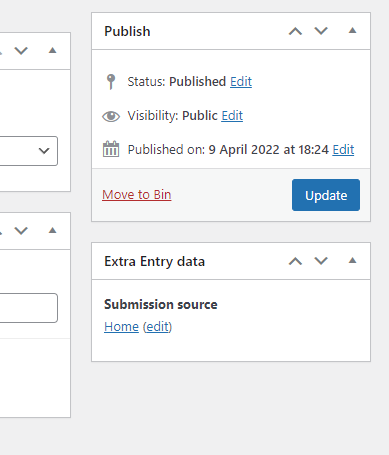 Publish
Status: Published Edit
Visibility: Public Edit
Published on: 9 April 2022 at 18:24 Edit
Move to Bin
Update
Extra Entry data
Submission source
Home (edit)